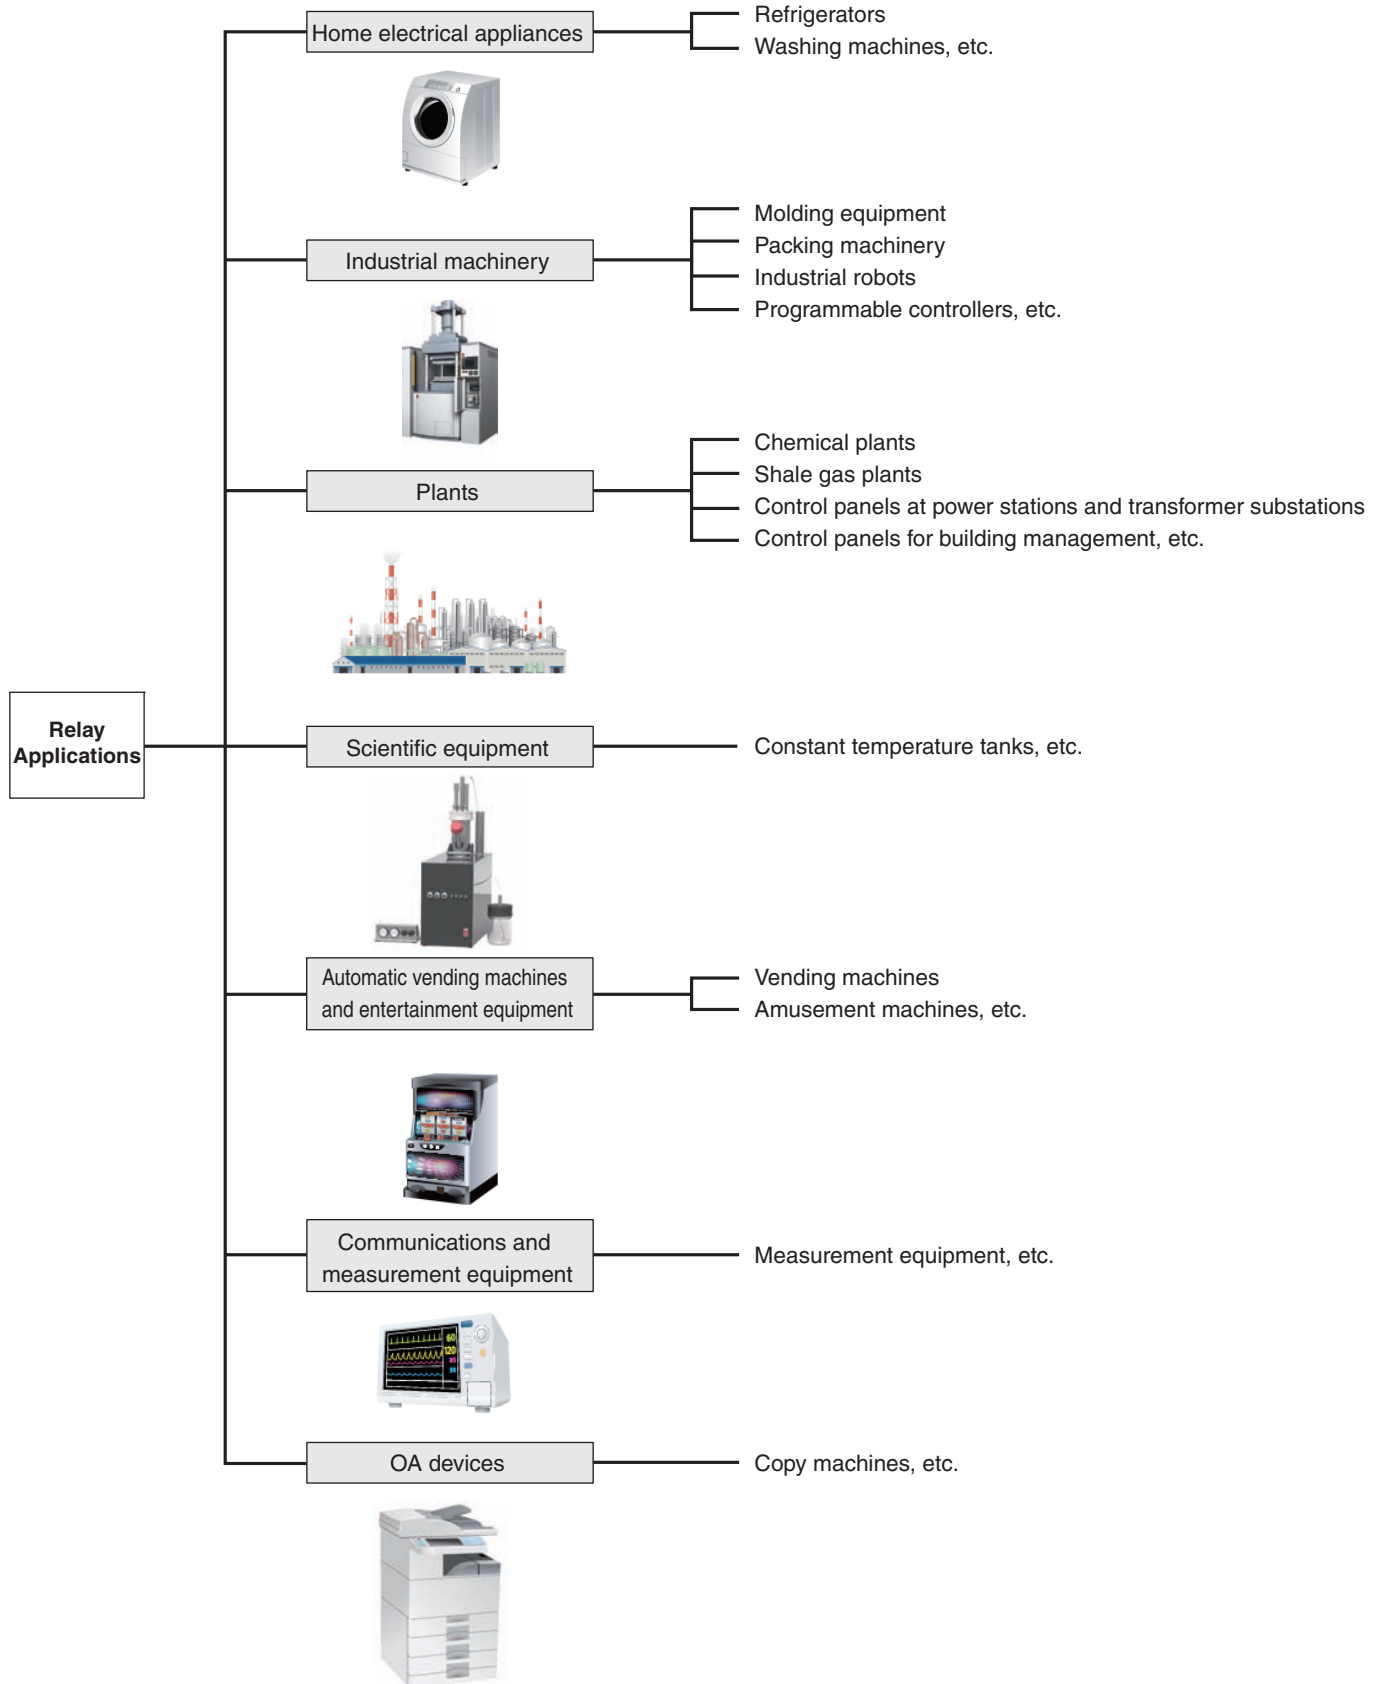 Relay
Applications
Home electrical appliances
Refrigerators
Washing machines, etc.
Industrial machinery
Molding equipment
Packing machinery
Industrial robots
Programmable controllers, etc.
Plants
Chemical plants
Shale gas plants
Control panels at power stations and transformer substations
Control panels for building management, etc.
Scientific equipment
Constant temperature tanks, etc.
Automatic vending machines
and entertainment equipment
Vending machines
Amusement machines, etc.
Communications and
measurement equipment
Measurement equipment, etc.
60
120
OA devices
Copy machines, etc.